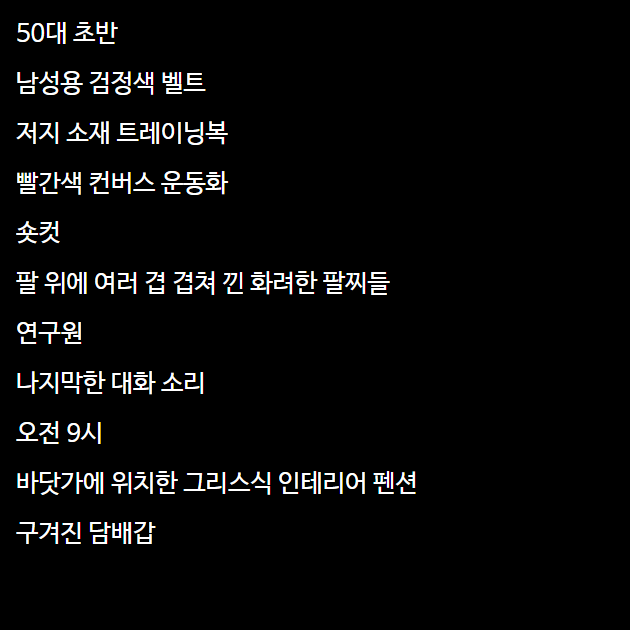 50대 초반
남성용 검정색 벨트
저지 소재 트레이닝복
빨간색 컨버스 운동화
숏컷
팔 위에 여러 겹 겹쳐 낀 화려한 팔찌들
연구원
나지막한 대화 소리
오전 9시
바닷가에 위치한 그리스식 인테리어 펜션
구겨진 담배갑